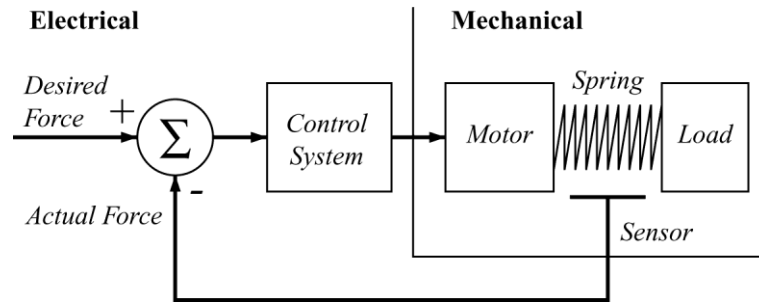 Electrical
Mechanical
Desired
Force
+
Σ
-
Control
System
Motor
Spring
Load
Actual Force
Sensor